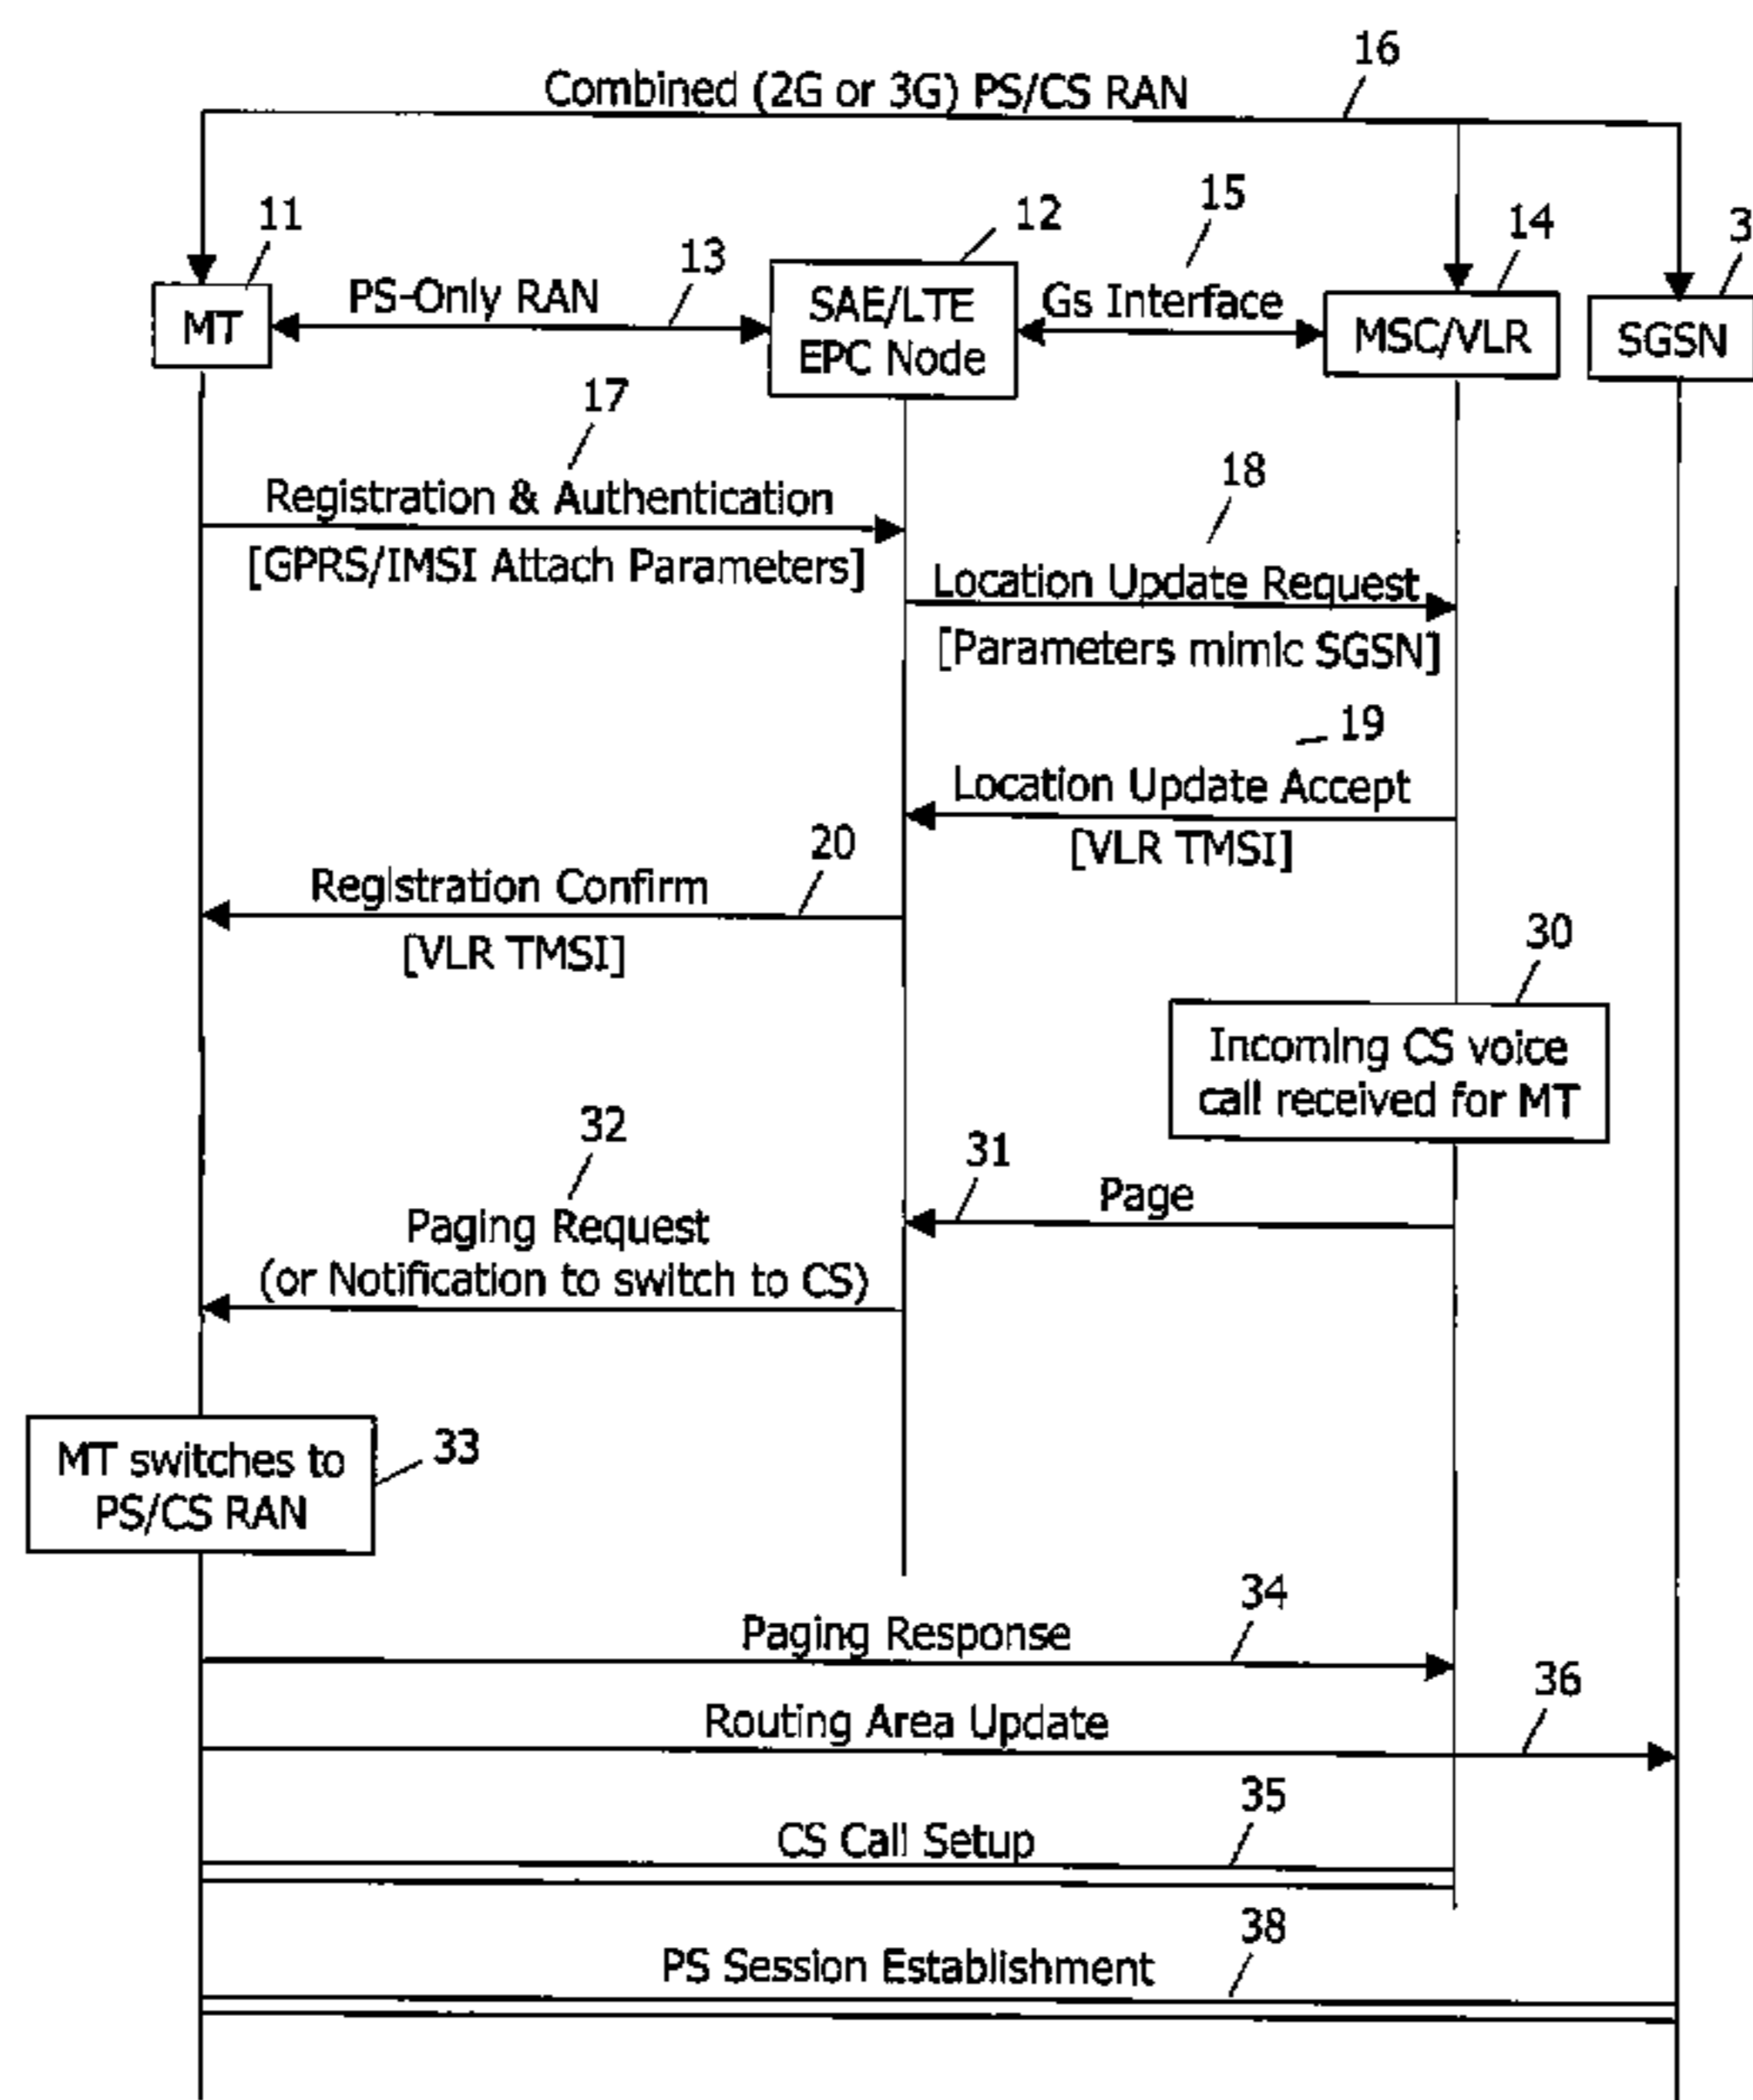 16
Combined (2G or 3G) PS/CS RAN
11
13
12
15
14
3
PS-Only RAN
Gs Interface
MT
SAE/LTE
EPC Node
MSC/VLR
SGSN
17
Registration & Authentication
[GPRS/IMSI Attach Parameters]
18
Location Update Request
[Parameters mimic SGSN]
19
Location Update Accept
[VLR TMSI]
20
Registration Confirm
[VLR TMSI]
30
Incoming CS voice
call received for MT
31
Page
32
Paging Request
(or Notification to switch to CS)
MT switches to
PS/CS RAN
33
34
Paging Response
36
Routing Area Update
35
CS Call Setup
38
PS Session Establishment